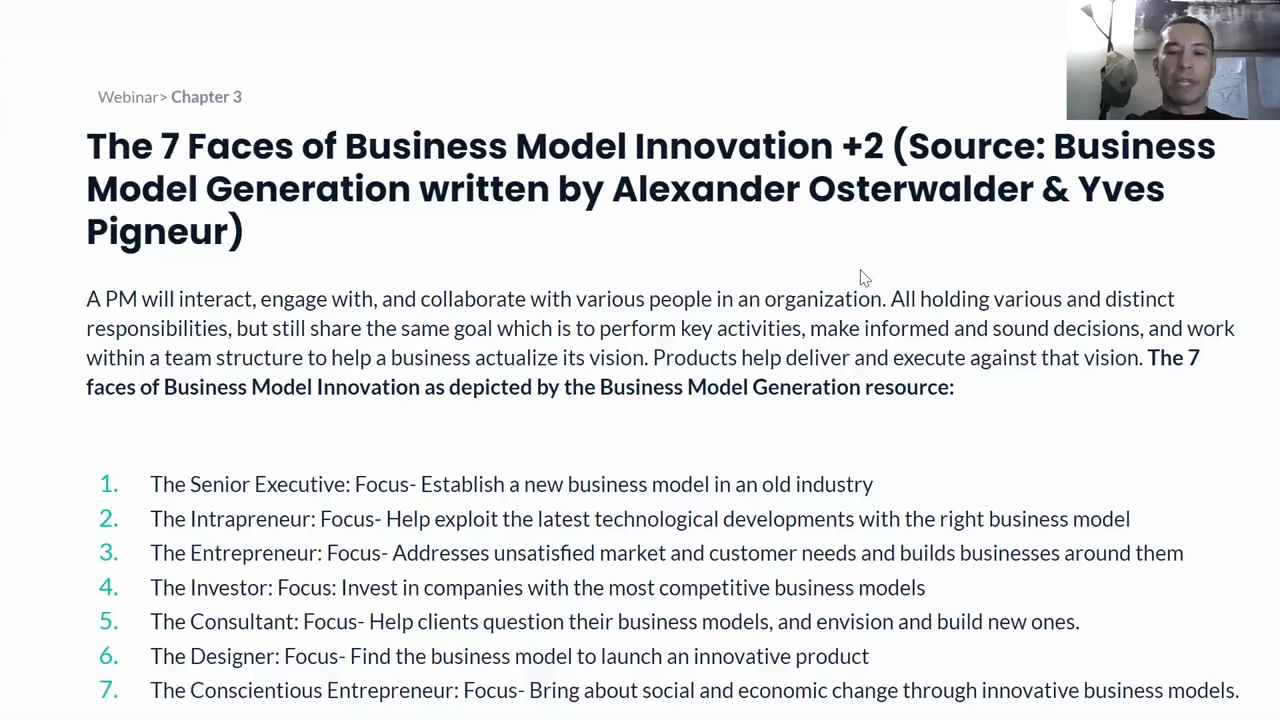 Webinar> Chapter 3
The 7 Faces of Business Model Innovation +2 (Source: Business
Model Generation written by Alexander Osterwalder & Yves
Pigneur)
A PM will interact, engage with, and collaborate with various people in an organization. All holding various and distinct
responsibilities, but still share the same goal which is to perform key activities, make informed and sound decisions, and work
within a team structure to help a business actualize its vision. Products help deliver and execute against that vision. The 7
faces of Business Model Innovation as depicted by the Business Model Generation resource:
1. The Senior Executive: Focus- Establish a new business model in an old industry
2. The Intrapreneur: Focus- Help exploit the latest technological developments with the right business model
3. The Entrepreneur: Focus- Addresses unsatisfied market and customer needs and builds businesses around them
4. The Investor: Focus: Invest in companies with the most competitive business models
5. The Consultant: Focus- Help clients question their business models, and envision and build new ones.
6. The Designer: Focus- Find the business model to launch an innovative product
7. The Conscientious Entrepreneur: Focus- Bring about social and economic change through innovative business models.